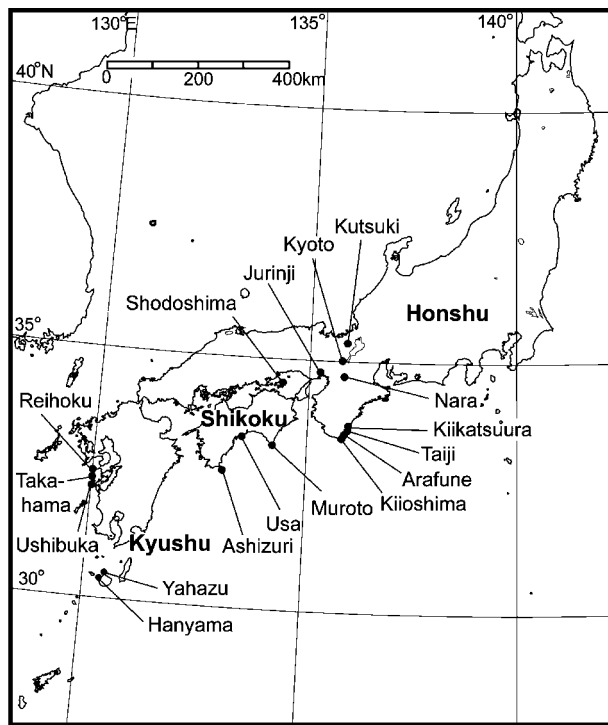 130°E
135°
140°
0 200 400km
40°N
Kutsuki
Kyoto
Jurinji
Shodoshima
Honshu
35°
Reihoku
Shikoku
Nara
Kiikatsuura
Taka-
hama
Taiji
Arafune
Usa
Muroto
Kiioshima
Ushibuka
Kyushu
Ashizuri
30°
Yahazu
Hanyama